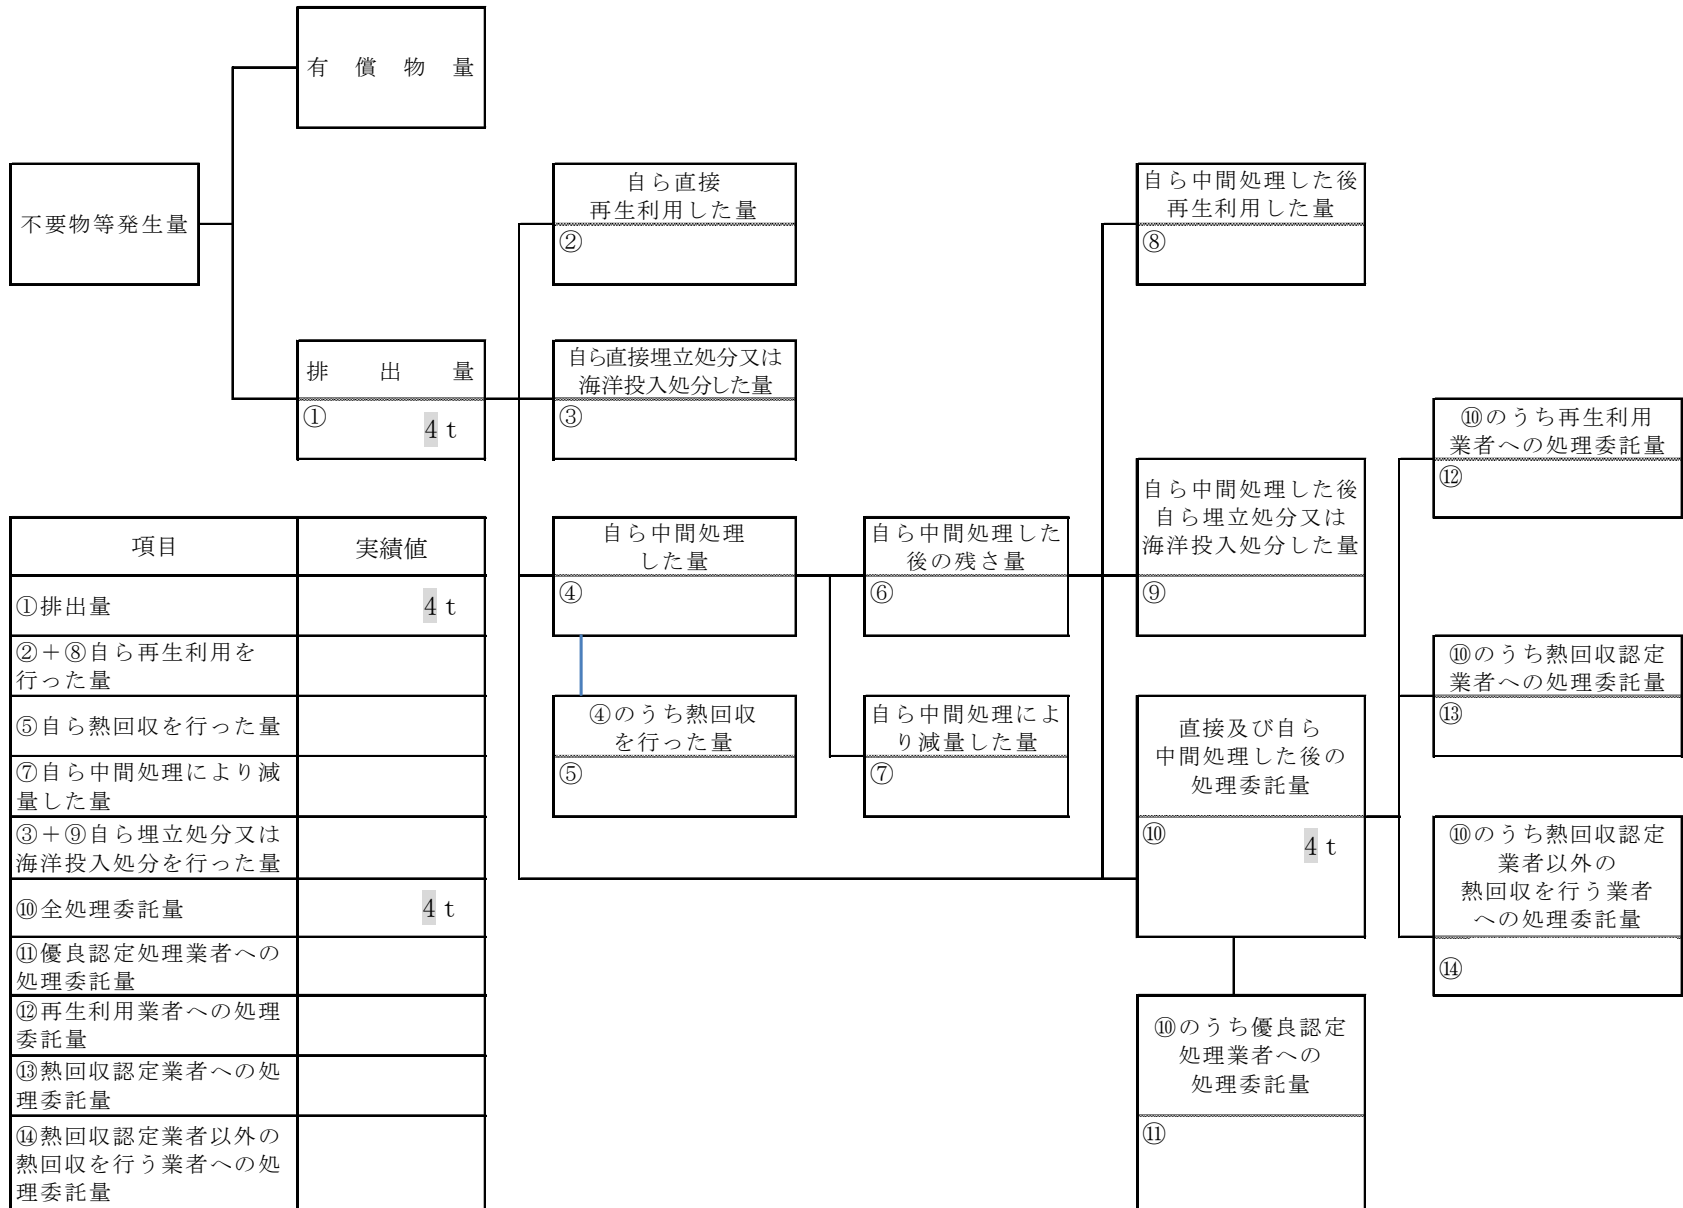 有償物量
不要物等発生量
排出量
①
4 t
自ら直接
再生利用した量
②
自ら直接埋立処分又は
海洋投入処分した量
③
自ら中間処理
した量
④
④のうち熱回収
を行った量
⑤
自ら中間処理した
後の残さ量
⑥
自ら中間処理によ
り減量した量
⑦
自ら中間処理した後
再生利用した量
⑧
自ら中間処理した後
自ら埋立処分又は
海洋投入処分した量
⑨
直接及び自ら
中間処理した後の
処理委託量
⑩
4 t
⑩のうち優良認定
処理業者への
処理委託量
⑪
⑩のうち再生利用
業者への処理委託量
⑫
⑩のうち熱回収認定
業者への処理委託量
⑬
⑩のうち熱回収認定
業者以外の
熱回収を行う業者
への処理委託量
⑭
項目 実績値
①排出量 4 t
②+⑧自ら再生利用を
行った量
⑤自ら熱回収を行った量
⑦自ら中間処理により減
量した量
③+⑨自ら埋立処分又は
海洋投入処分を行った量
⑩全処理委託量 4 t
⑪優良認定処理業者への
処理委託量
⑫再生利用業者への処理
委託量
⑬熱回収認定業者への処
理委託量
⑭熱回収認定業者以外の
熱回収を行う業者への処
理委託量